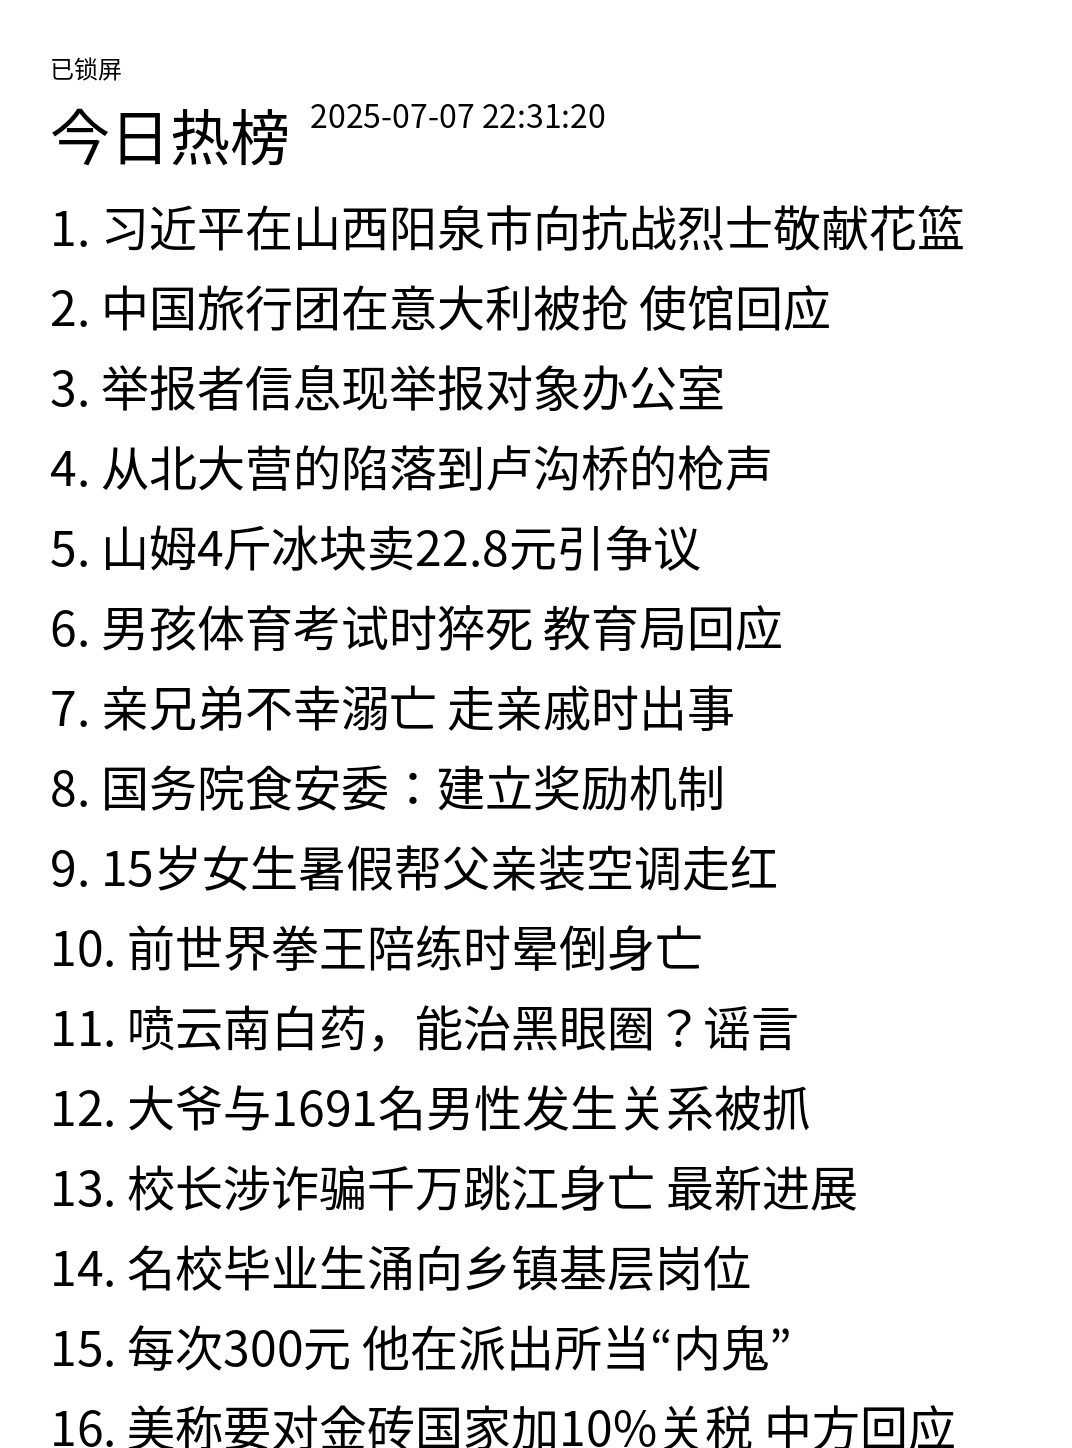 已锁屏
今日热榜 2025-07-07 22:31:20
1. 习近平在山西阳泉市向抗战烈士敬献花篮
2. 中国旅行团在意大利被抢 使馆回应
3. 举报者信息现举报对象办公室
4. 从北大营的陷落到卢沟桥的枪声
5. 山姆4斤冰块卖22.8元引争议
6. 男孩体育考试时猝死 教育局回应
7. 亲兄弟不幸溺亡 走亲戚时出事
8. 国务院食安委：建立奖励机制
9. 15岁女生暑假帮父亲装空调走红
10. 前世界拳王陪练时晕倒身亡
11. 喷云南白药，能治黑眼圈？谣言
12. 大爷与1691名男性发生关系被抓
13. 校长涉诈骗千万跳江身亡 最新进展
14. 名校毕业生涌向乡镇基层岗位
15. 每次300元 他在派出所当“内鬼”
16. 美称要对金砖国家加10%关税 中方回应